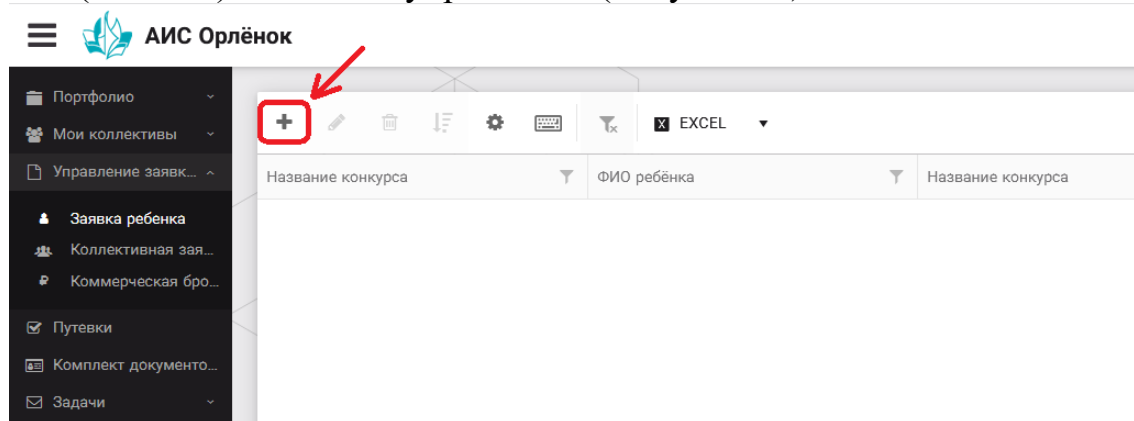 АИС Орлёнок
Портфолио
Мои коллективы
Управление заявк...
Заявка ребенка
Коллективная зая...
Коммерческая бро...
Путевки
Комплект документо...
Задачи
X EXCEL
Название конкурса ФИО ребёнка Название конкурса